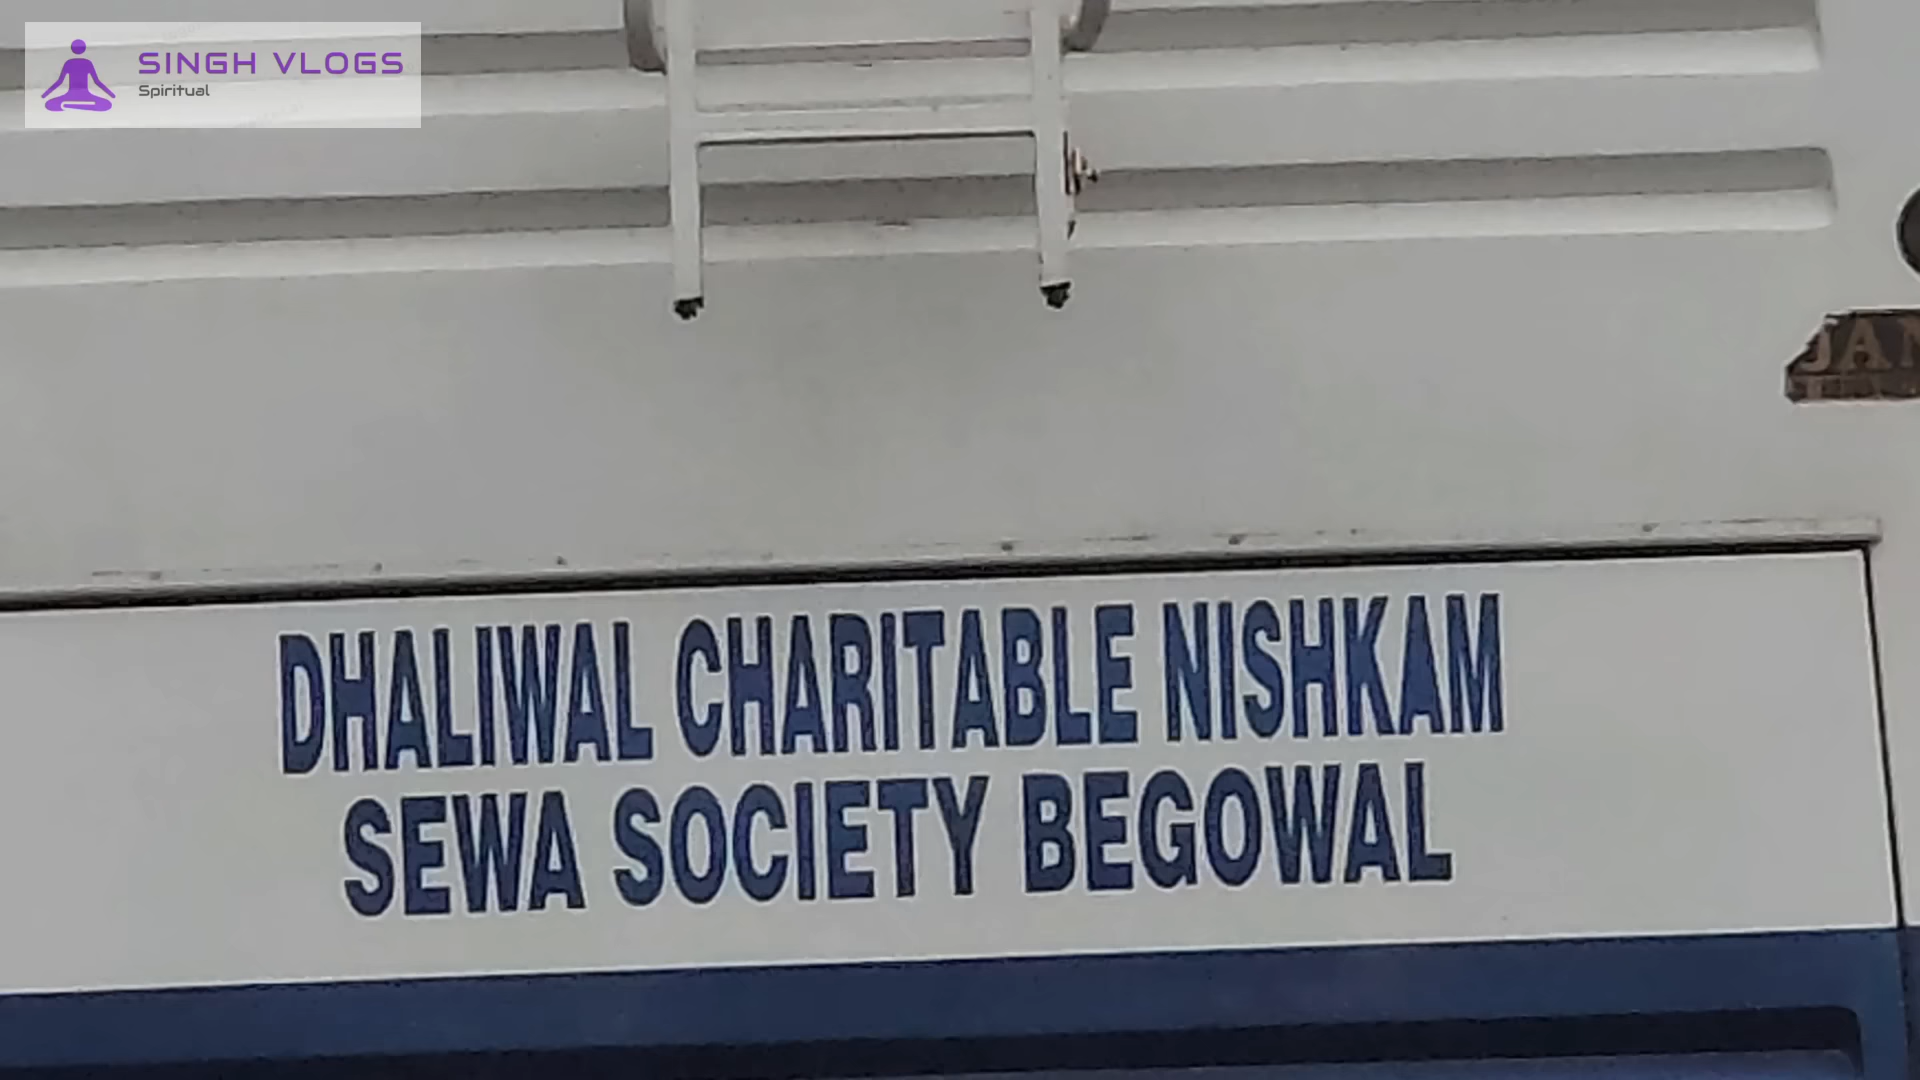 SINGH VLOGS
Spiritual
DHALIWAL CHARITABLE NISHKAM
SEWA SOCIETY BEGOWAL